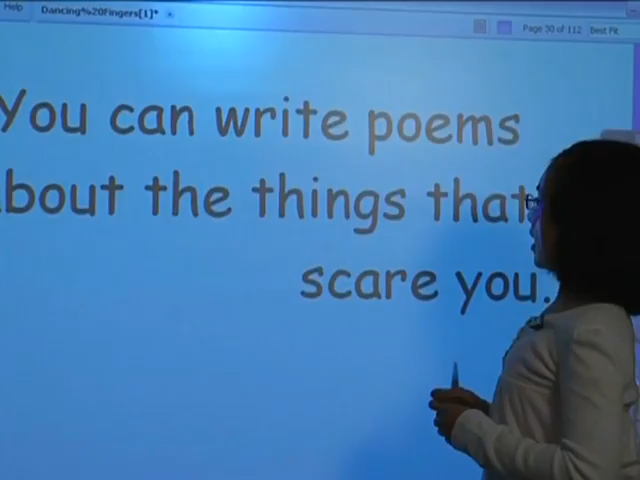 Help Dancing%20Fingers[1]*
Page 30 of 112 Best Fit
You can write poems
bout the things that
scare you.